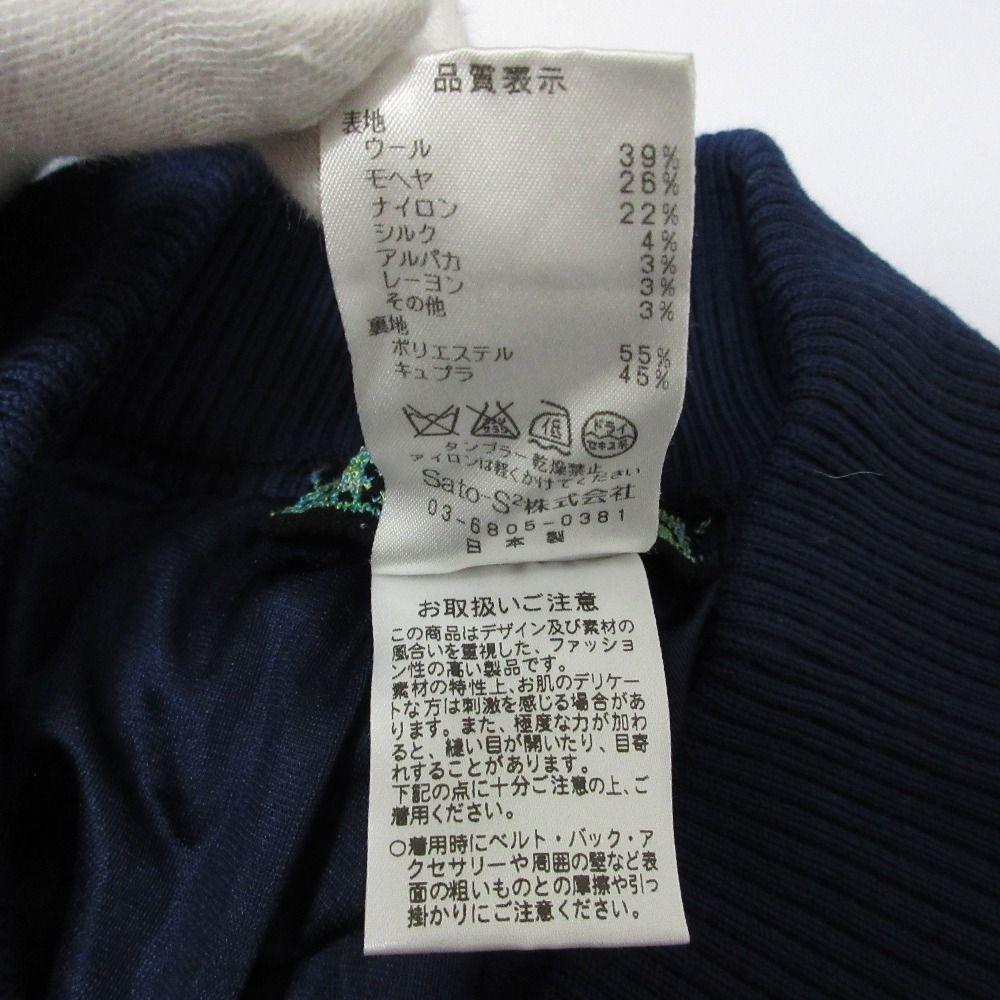 品質表示
表地
ウール 39%
モヘヤ 26%
ナイロン 22%
シルク 4%
アルパカ 3%
レーヨン 3%
その他 3%
裏地
ポリエステル 55%
キュプラ 45%
低 ドライ セキユ系
タンブラー乾燥禁止
アイロンは軽くかけてください
Sato-S²株式会社
03-6805-0381
日本製
お取扱いご注意
この商品はデザイン及び素材の
風合いを重視した、ファッショ
ン性の高い製品です。
素材の特性上、お肌のデリケー
トな方は刺激を感じる場合があ
ります。また、極度な力が加わ
ると、縫い目が開いたり、目寄
れすることがあります。
下記の点に十分ご注意の上、ご
着用ください。
○着用時にベルト・バック・ア
クセサリーや周囲の壁など表
面の粗いものとの摩擦や引っ
掛かりにご注意ください。